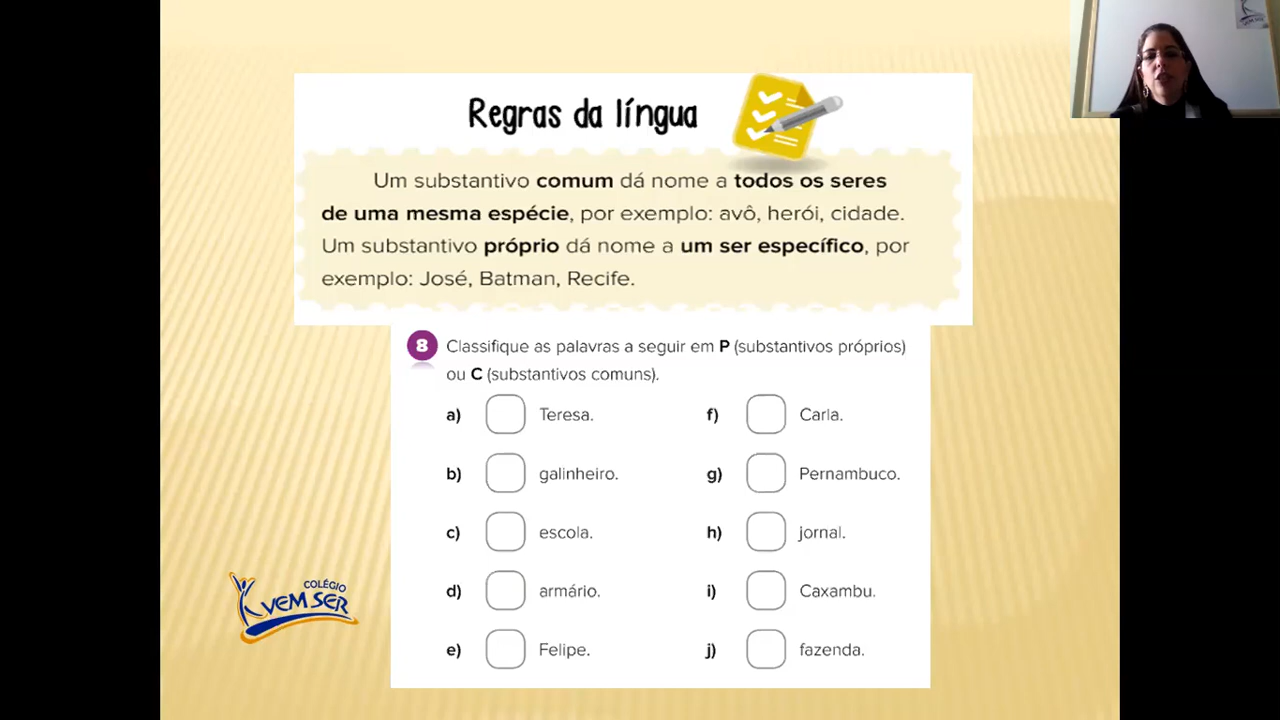 Regras da língua
Um substantivo comum dá nome a todos os seres
de uma mesma espécie, por exemplo: avô, herói, cidade.
Um substantivo próprio dá nome a um ser específico, por
exemplo: José, Batman, Recife.
8 Classifique as palavras a seguir em P (substantivos próprios)
ou C (substantivos comuns).
a) Teresa.
b) galinheiro.
c) escola.
d) armário.
e) Felipe.
f) Carla.
g) Pernambuco.
h) jornal.
i) Caxambu.
j) fazenda.
COLÉGIO
VEM SER